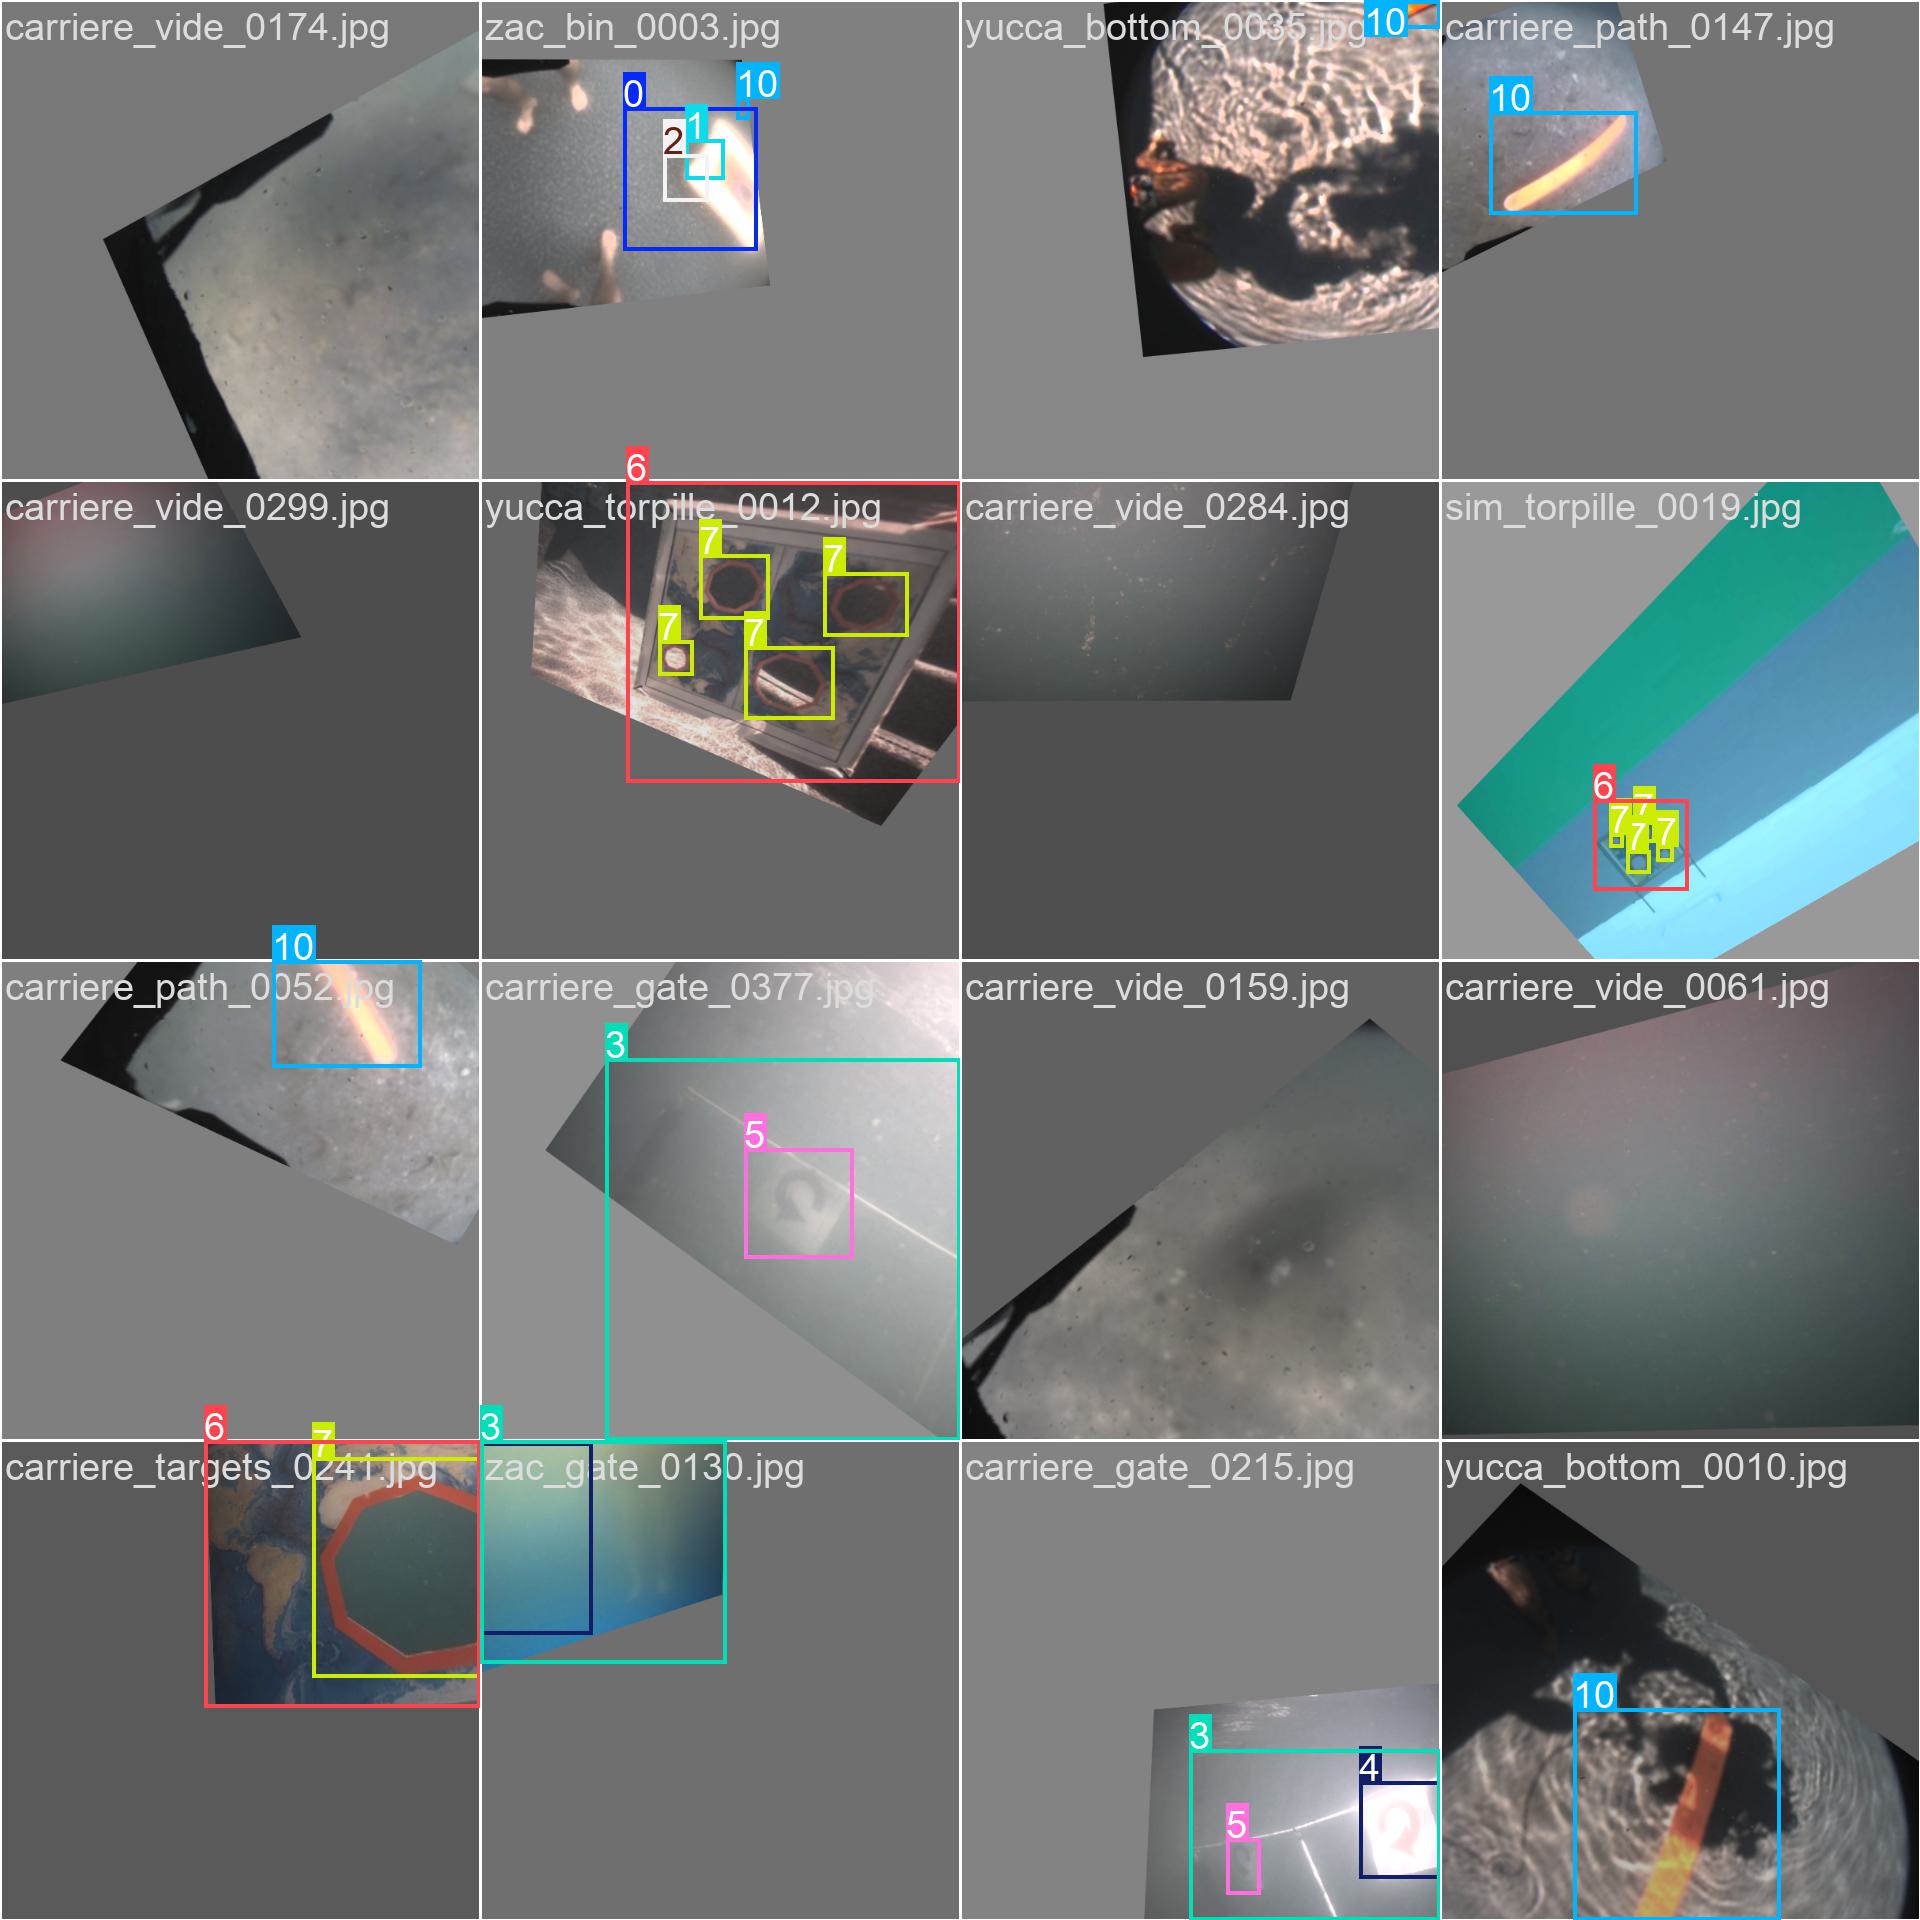 carriere_vide_0174.jpg
zac_bin_0003.jpg
0
10
1
2
yucca_bottom_0035.jpg
10
carriere_path_0147.jpg
10
carriere_vide_0299.jpg
6
yucca_torpille_0012.jpg
7
7
7
7
carriere_vide_0284.jpg
sim_torpille_0019.jpg
6
7
7
7
7
10
carriere_path_0052.jpg
carriere_gate_0377.jpg
3
5
carriere_vide_0159.jpg
carriere_vide_0061.jpg
6
7
carriere_targets_0241.jpg
3
zac_gate_0130.jpg
carriere_gate_0215.jpg
3
4
5
yucca_bottom_0010.jpg
10